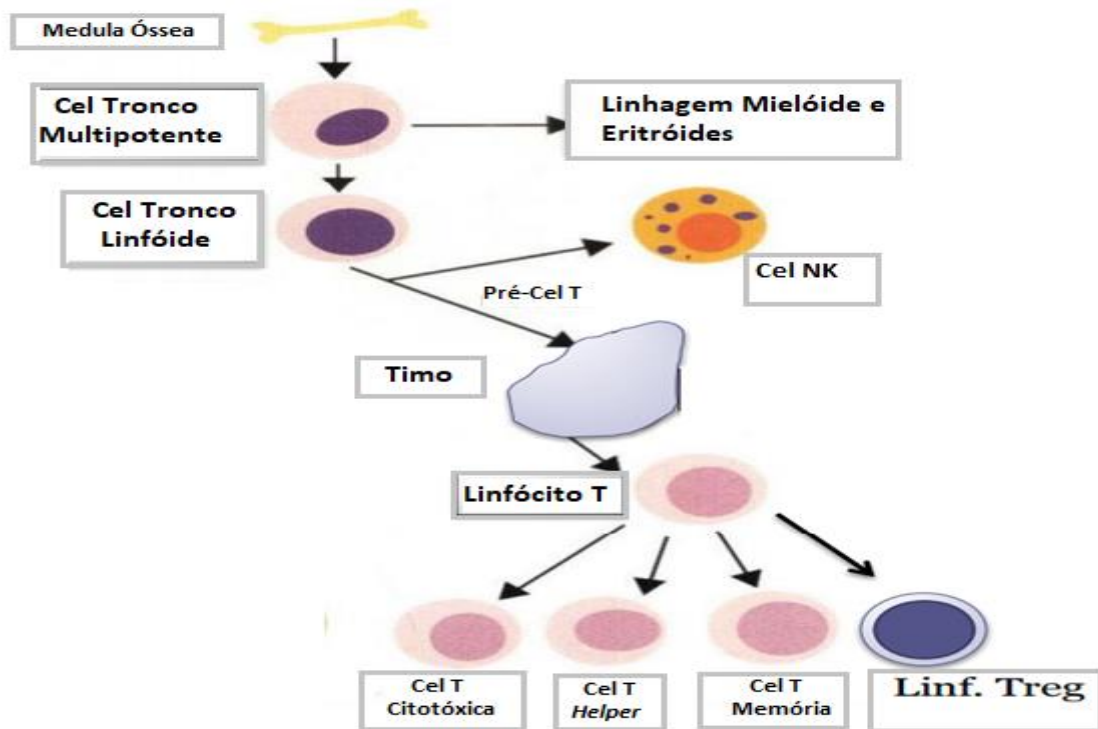 Medula Óssea
Cel Tronco
Multipotente
Linhagem Mielóide e
Eritróides
Cel Tronco
Linfóide
Cel NK
Pré-Cel T
Timo
Linfócito T
Cel T
Citotóxica
Cel T
Helper
Cel T
Memória
Linf. Treg